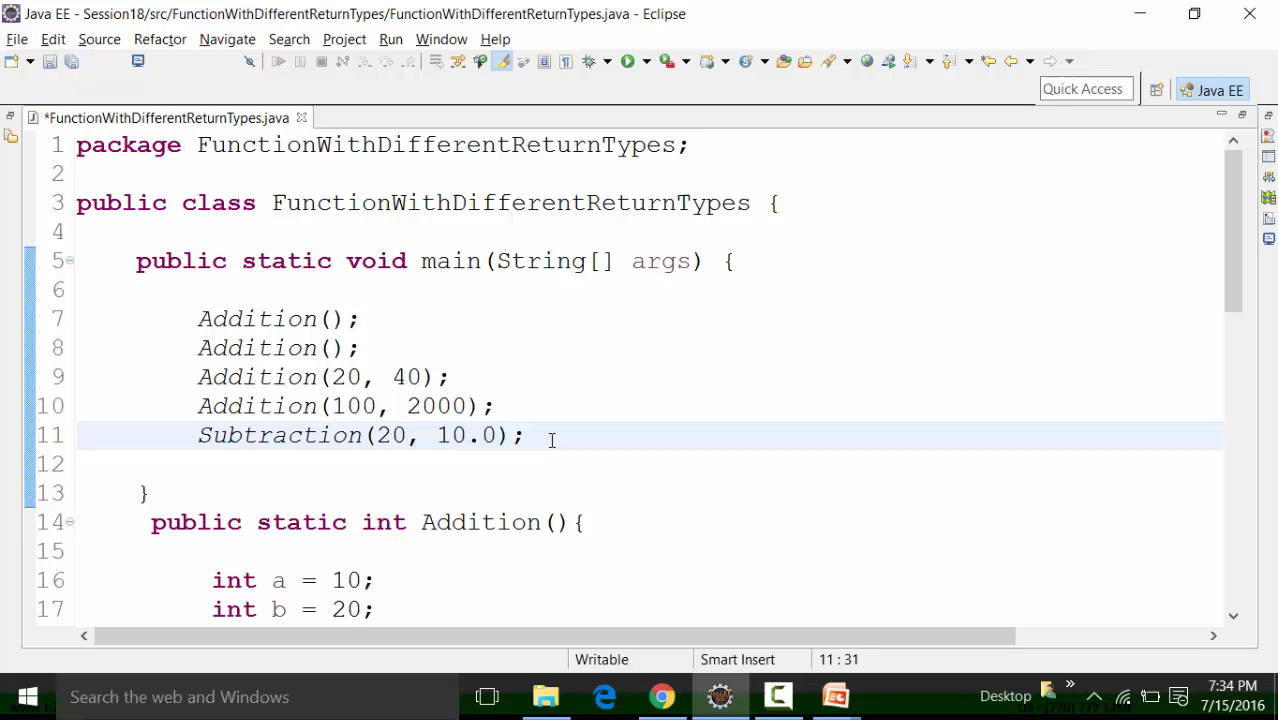 Java EE - Session18/src/FunctionWithDifferentReturnTypes/FunctionWithDifferentReturnTypes.java - Eclipse
File Edit Source Refactor Navigate Search Project Run Window Help
Quick Access
Java EE
*FunctionWithDifferentReturnTypes.java
1 package FunctionWithDifferentReturnTypes;
2
3 public class FunctionWithDifferentReturnTypes {
4
5 public static void main(String[] args) {
6
7 Addition();
8 Addition();
9 Addition(20, 40);
10 Addition(100, 2000);
11 Subtraction(20, 10.0);
12
13 }
14 public static int Addition(){
15
16 int a = 10;
17 int b = 20;
Writable Smart Insert 11 : 31
Search the web and Windows
Desktop
7:34 PM
7/15/2016